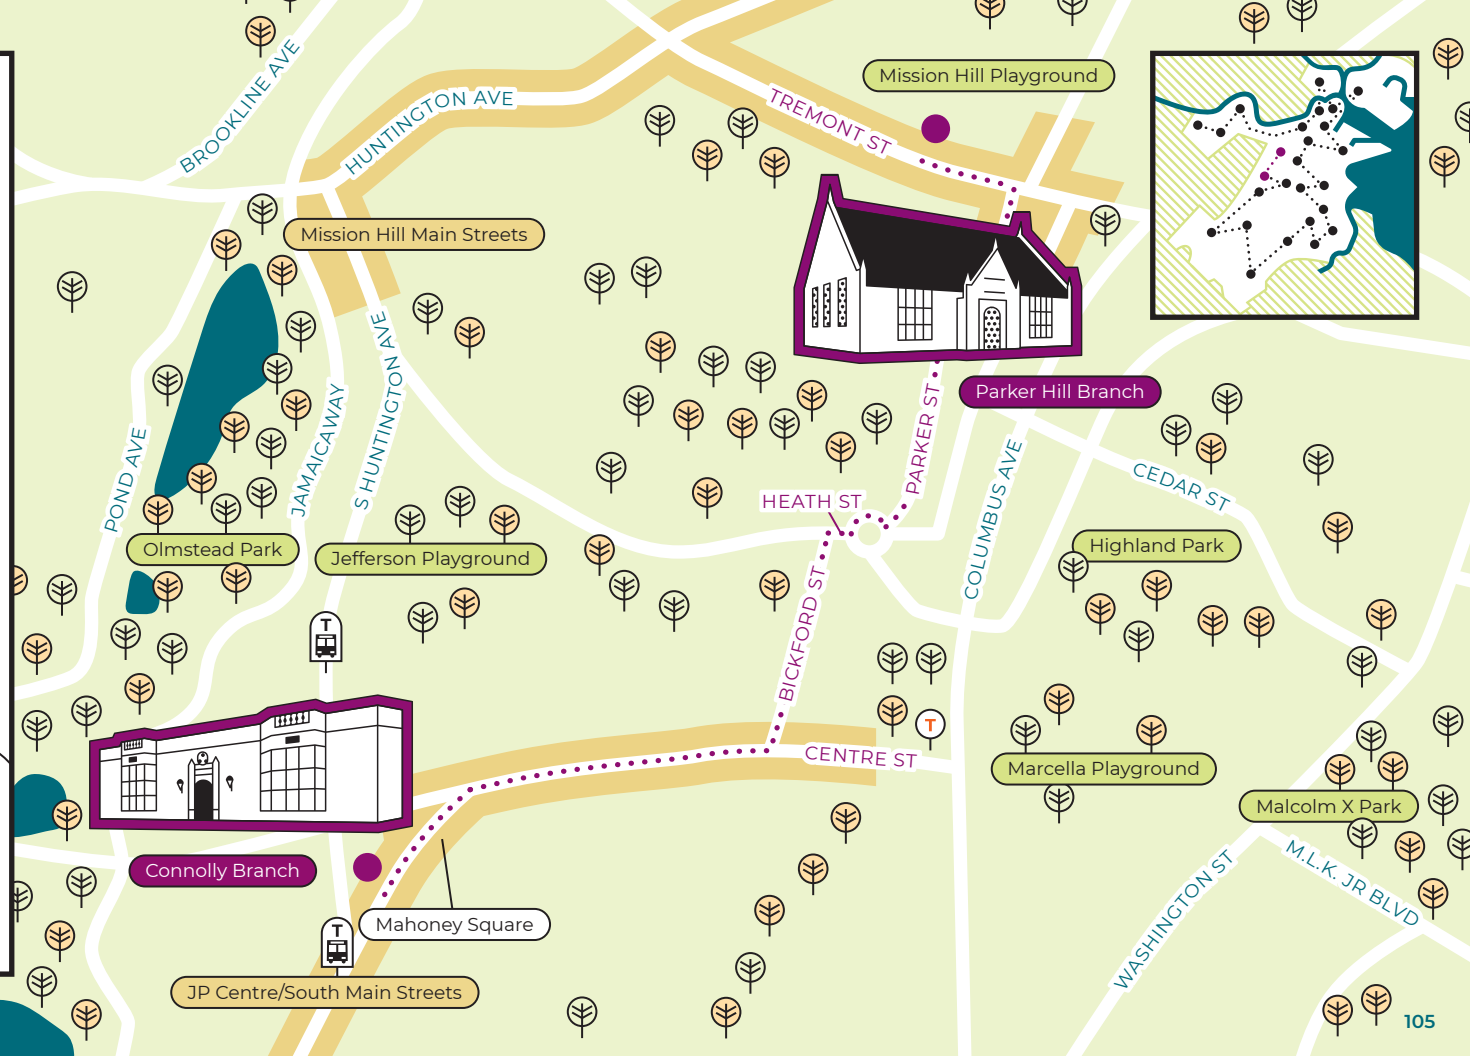 BROOKLINE AVE
HUNTINGTON AVE
TREMONT ST
Mission Hill Playground
Mission Hill Main Streets
Parker Hill Branch
POND AVE
JAMAICAWAY
S HUNTINGTON AVE
PARKER ST
COLUMBUS AVE
CEDAR ST
HEATH ST
Olmstead Park
Jefferson Playground
Highland Park
BICKFORD ST
T
T
CENTRE ST
Marcella Playground
Malcolm X Park
Connolly Branch
Mahoney Square
T
JP Centre/South Main Streets
WASHINGTON ST
M.L.K. JR BLVD
105